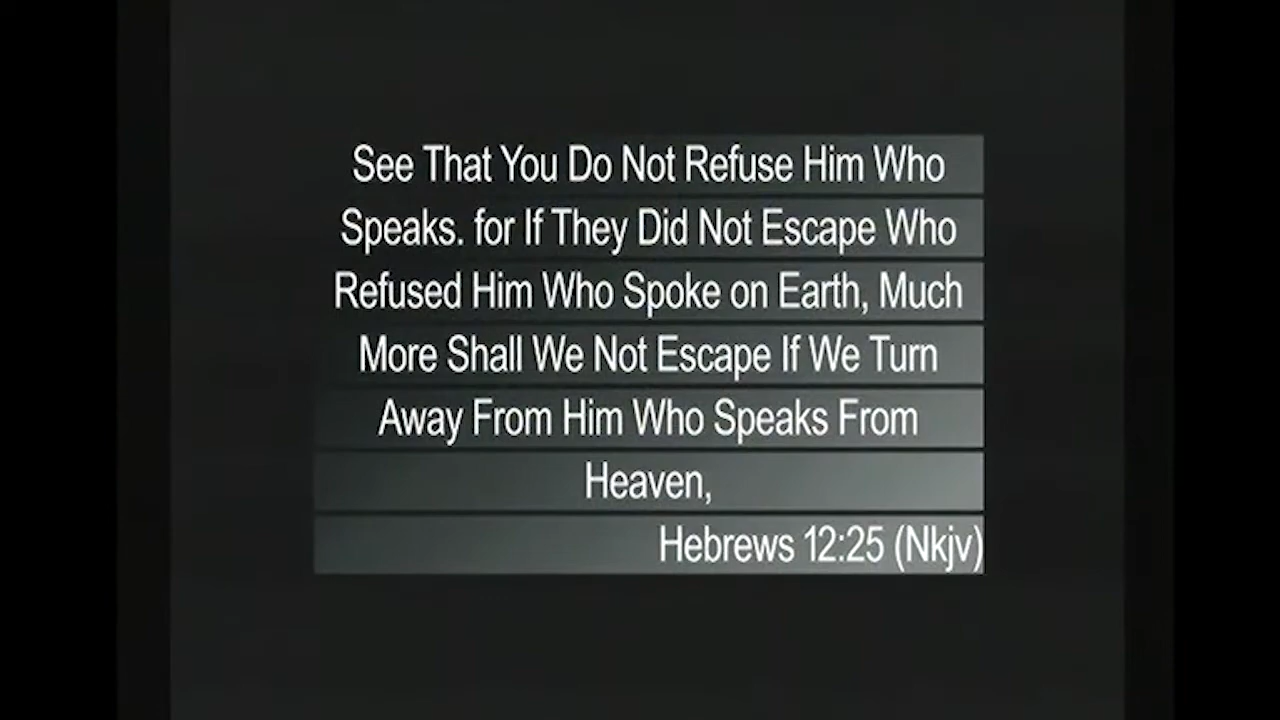 See That You Do Not Refuse Him Who
Speaks. for If They Did Not Escape Who
Refused Him Who Spoke on Earth, Much
More Shall We Not Escape If We Turn
Away From Him Who Speaks From
Heaven,
Hebrews 12:25 (Nkjv)